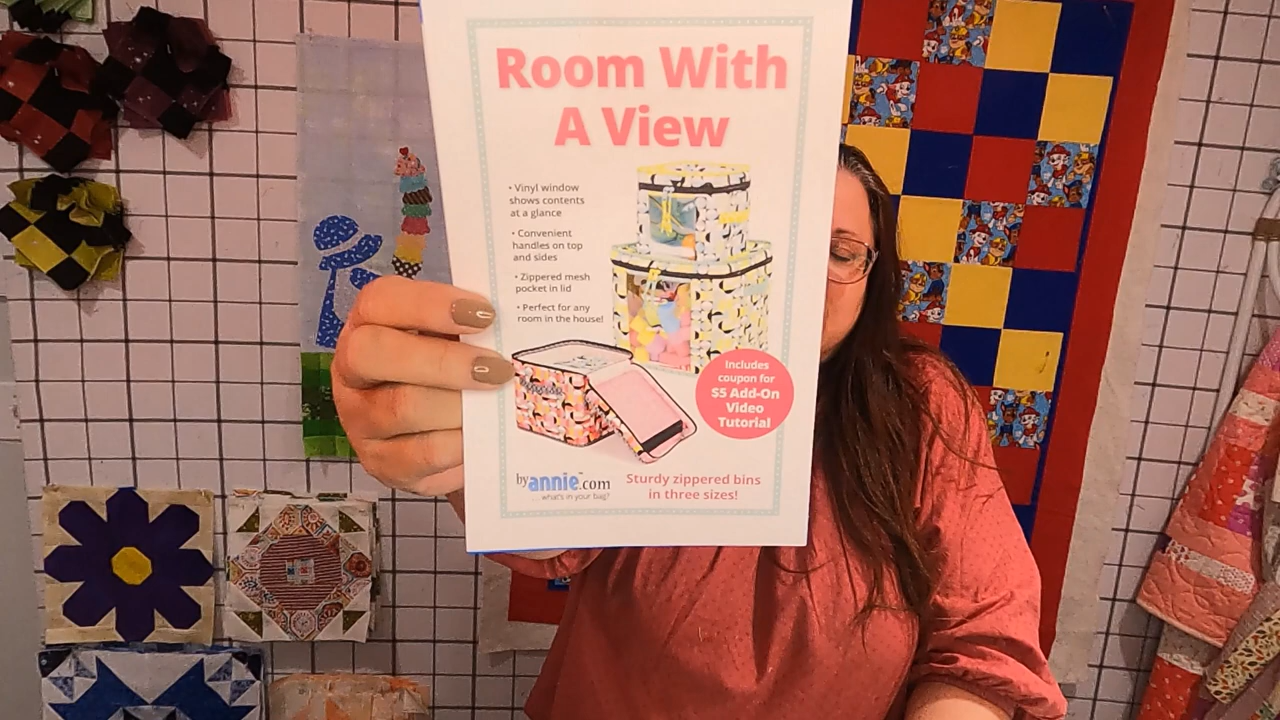 Room With
A View
• Vinyl window
shows contents
at a glance
• Convenient
handles on top
and sides
• Zippered mesh
pocket in lid
• Perfect for any
room in the house!
Includes
coupon for
$5 Add-On
Video
Tutorial
byannie.com
...what's in your bag?
Sturdy zippered bins
in three sizes!